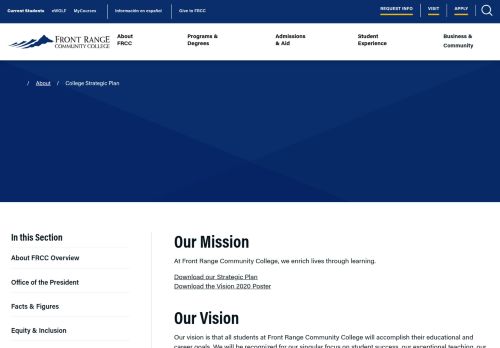 Current Students eWOLF MyCourses Información en español Give to FRCC REQUEST INFO VISIT APPLY
FRONT RANGE
COMMUNITY COLLEGE
About
FRCC
Programs &
Degrees
Admissions
& Aid
Student
Experience
Business &
Community
/ About / College Strategic Plan
In this Section
About FRCC Overview
Office of the President
Facts & Figures
Equity & Inclusion
Our Mission
At Front Range Community College, we enrich lives through learning.
Download our Strategic Plan
Download the Vision 2020 Poster
Our Vision
Our vision is that all students at Front Range Community College will accomplish their educational and
career goals. We will be recognized for our singular focus on student success, our exceptional teaching, our